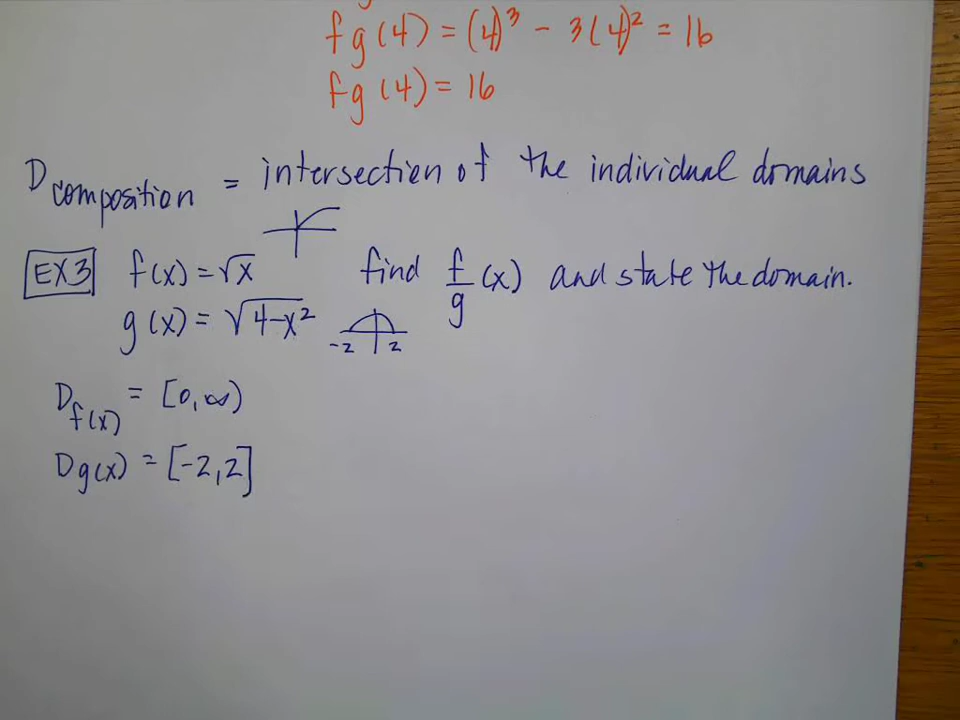 fg(4) = (4)³ - 3(4)² = 16
fg(4) = 16
D composition = intersection of the individual domains
EX3 f(x) = √x find f/g (x) and state the domain.
g(x) = √4-x² -2 2
D f(x) = [0,∞)
Dg(x) = [-2,2]